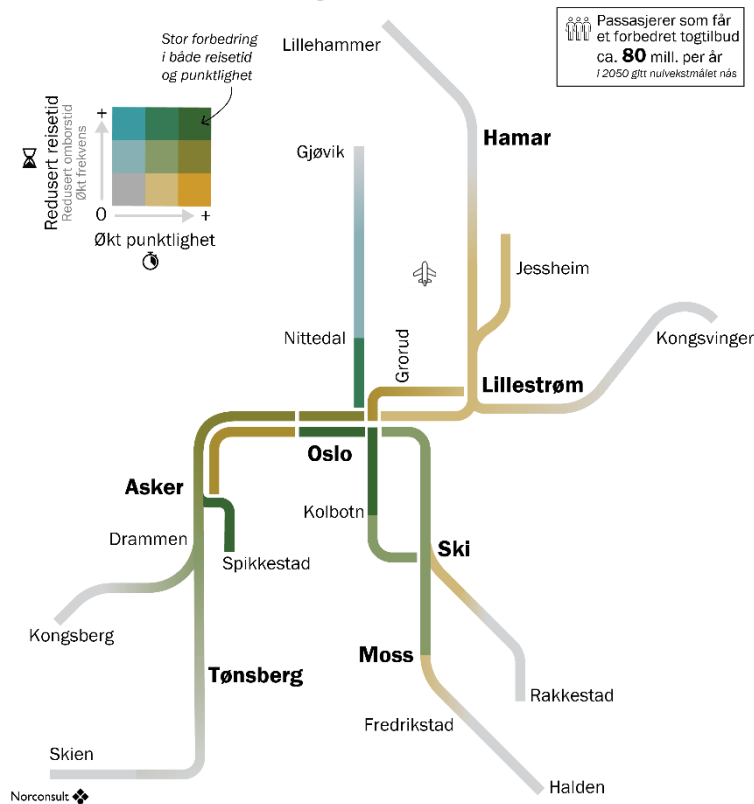 Passasjerer som får
et forbedret togtilbud
ca. 80 mill. per år
i 2050 gitt nulvekstmålet nås
Stor forbedring
i både reisetid
og punktlighet
Redusert reisetid
Redusert omborstid
Økt frekvens
+
0
+
Økt punktlighet
Lillehammer
Hamar
Gjøvik
Jessheim
Kongsvinger
Nittedal
Grorud
Lillestrøm
Oslo
Asker
Kolbotn
Drammen
Spikkestad
Ski
Kongsberg
Moss
Tønsberg
Rakkestad
Fredrikstad
Skien
Halden
Norconsult